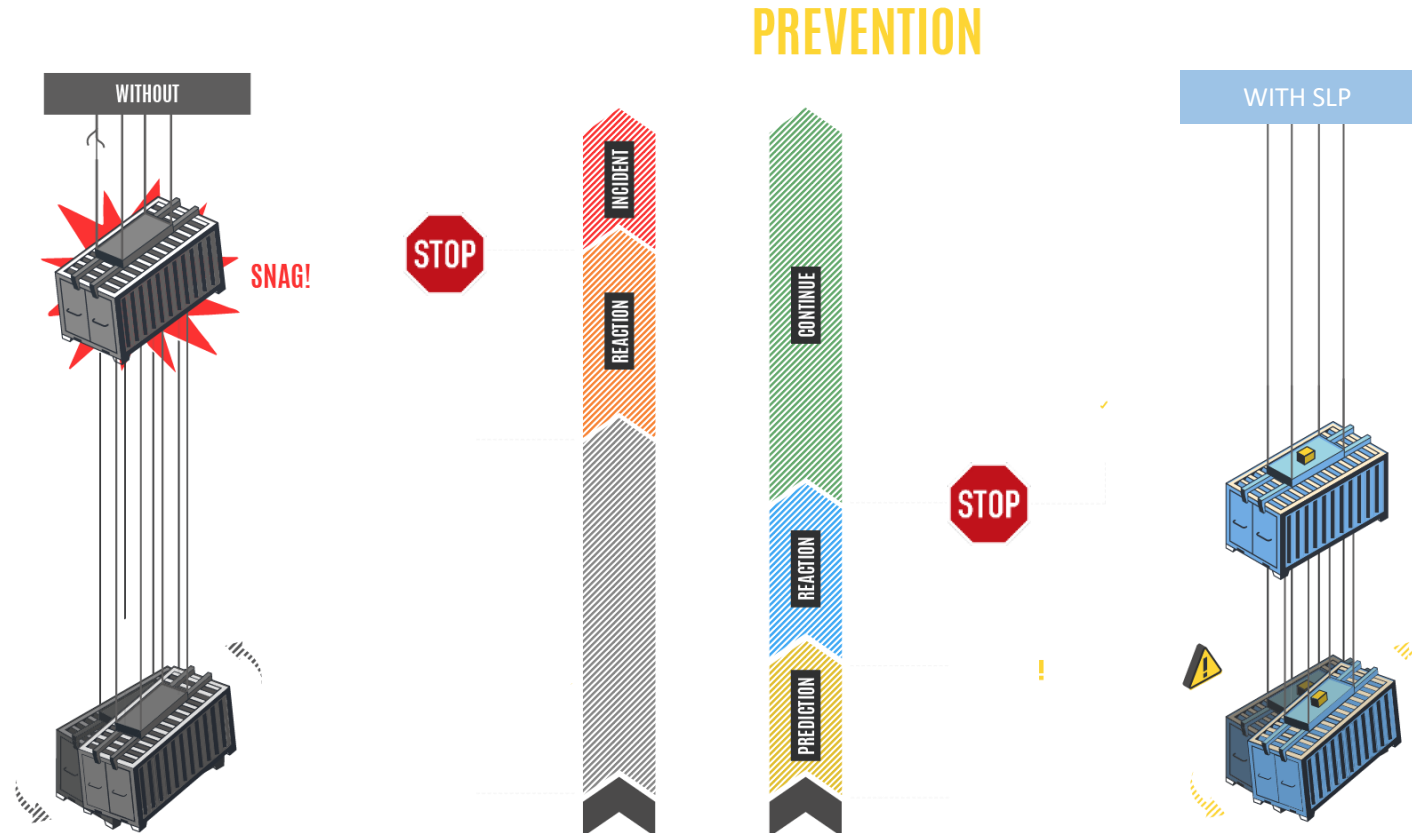 PREVENTION
WITHOUT
WITH SLP
SNAG!
STOP
INCIDENT
REACTION
CONTINUE
REACTION
PREDICTION
STOP
!
!